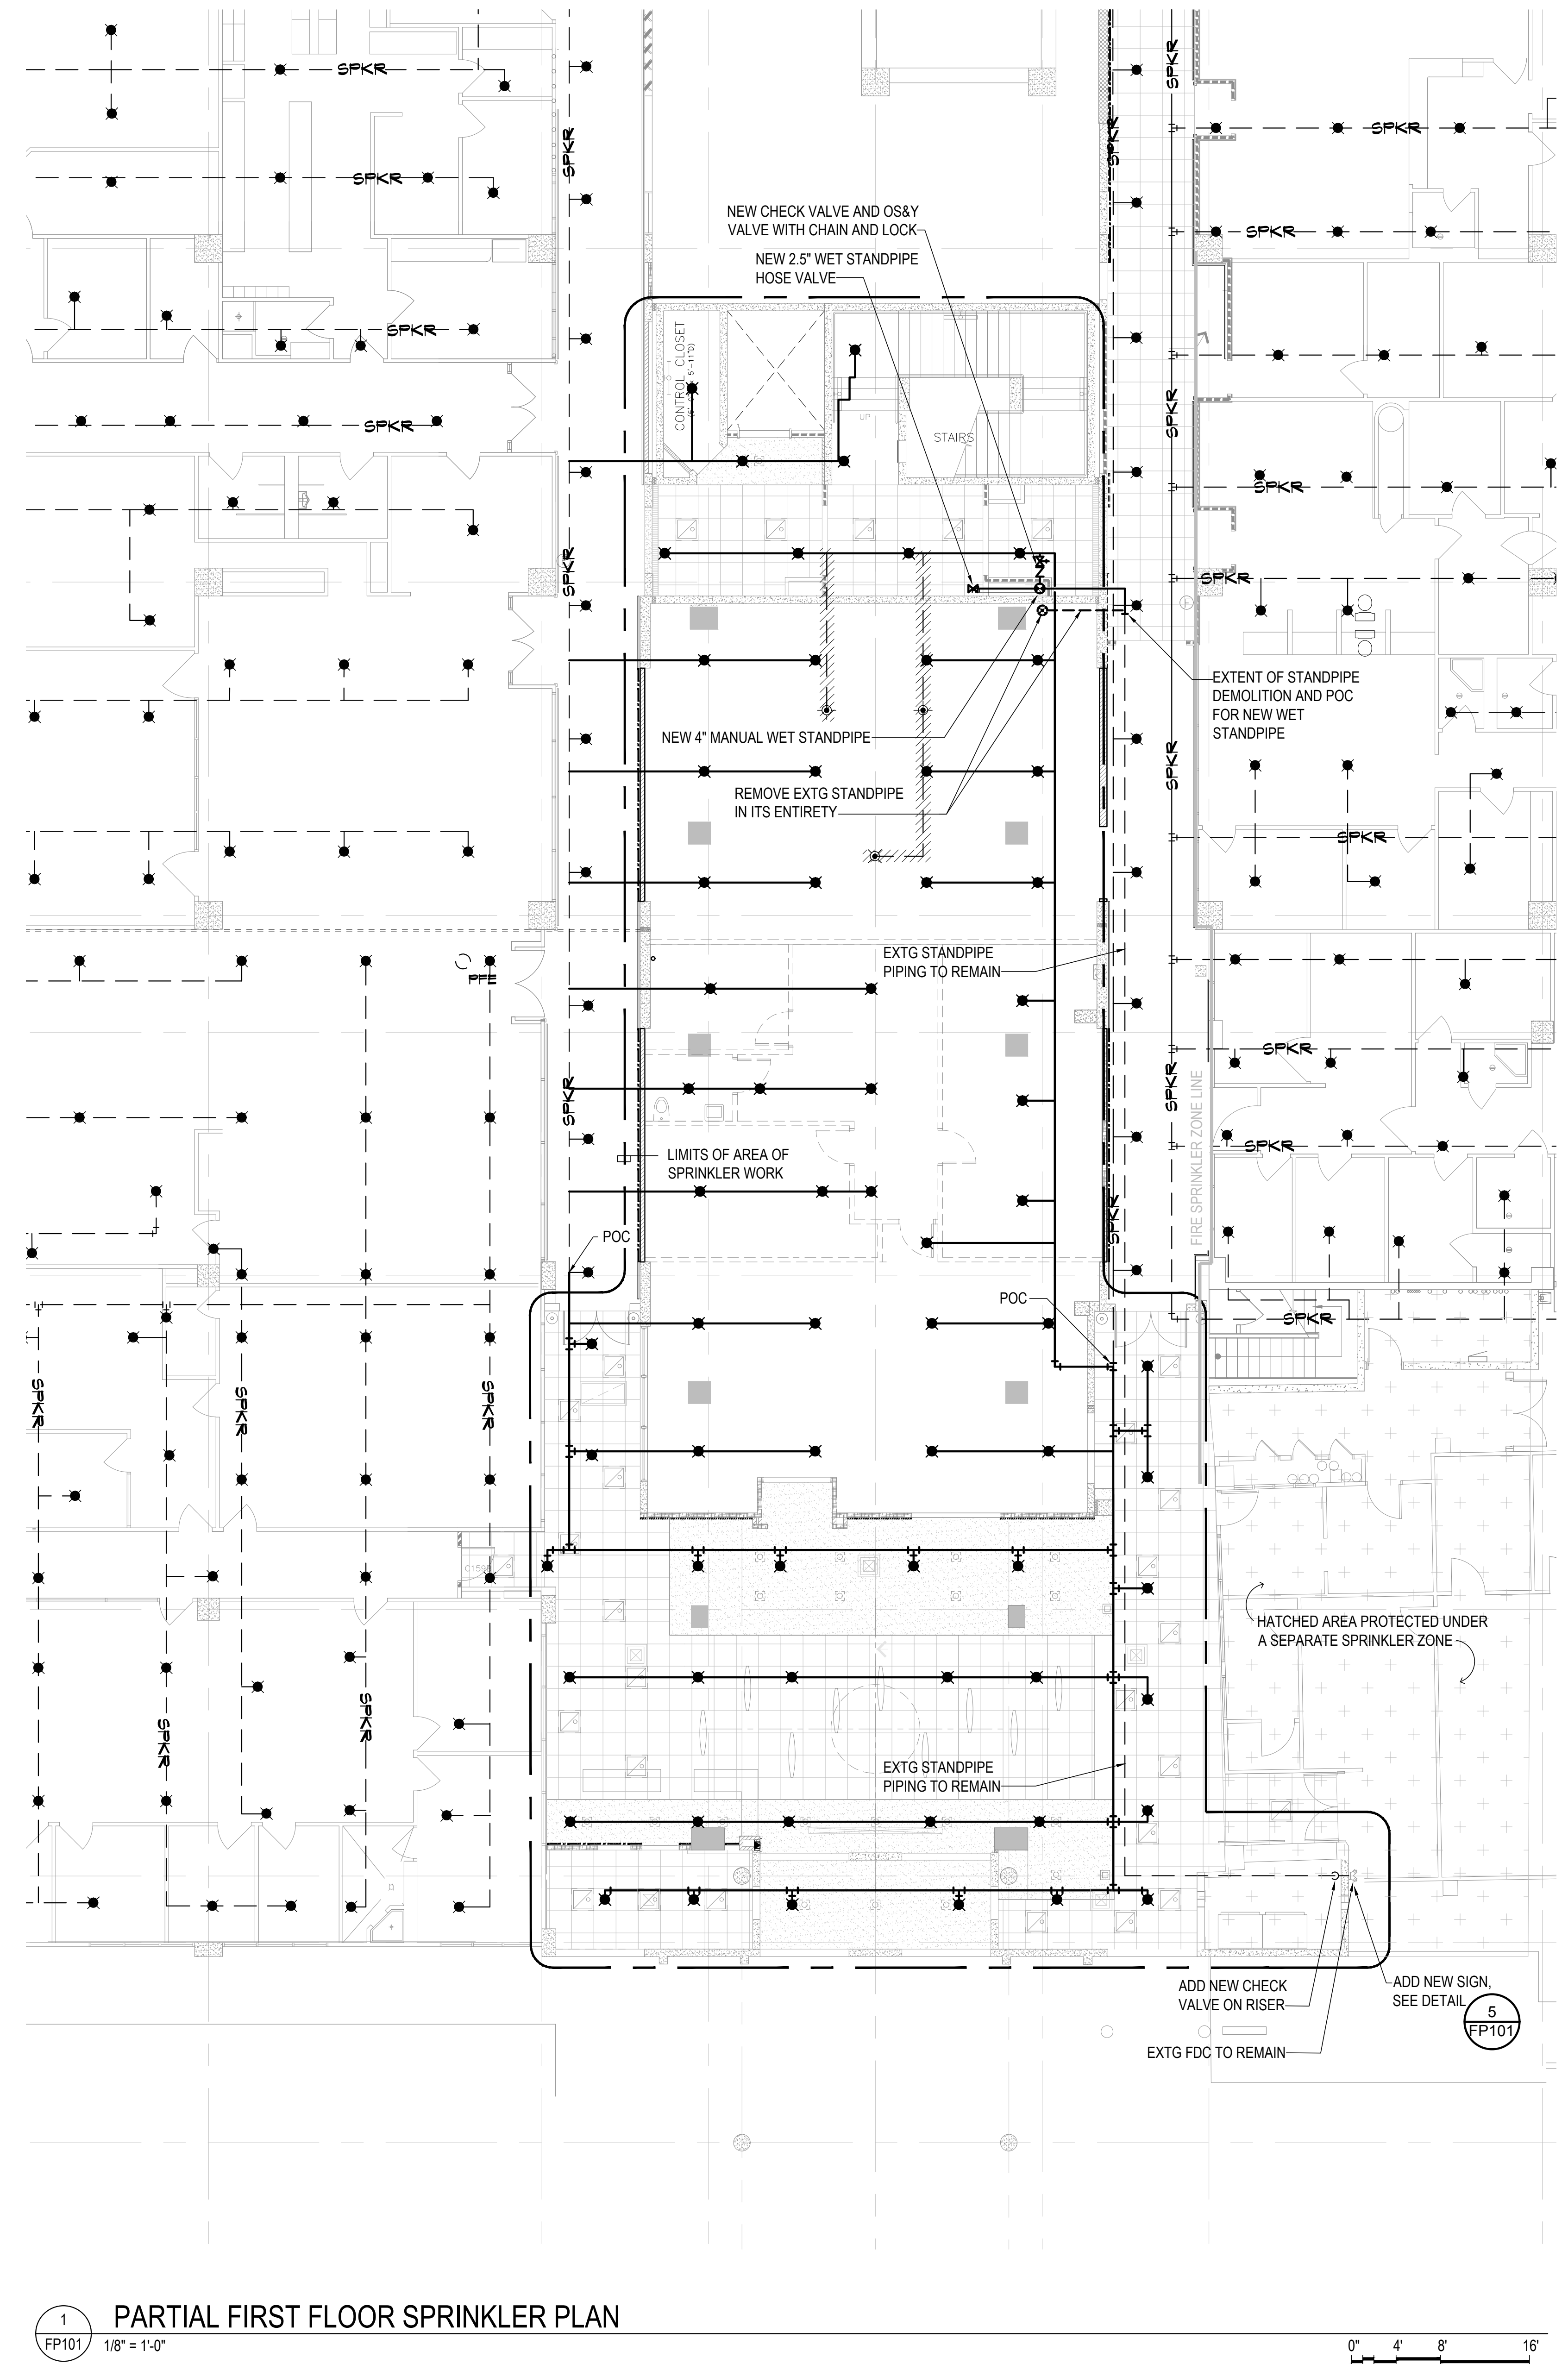 SPKR
SPKR
SPKR
SPKR
SPKR
SPKR
SPKR
SPKR
NEW CHECK VALVE AND OS&Y
VALVE WITH CHAIN AND LOCK
NEW 2.5" WET STANDPIPE
HOSE VALVE
CONTROL CLOSET
5'-11"D)
SPKR
SPKR
SPKR
UP
STAIRS
SPKR
SPKR
SPKR
F
EXTENT OF STANDPIPE
DEMOLITION AND POC
FOR NEW WET
STANDPIPE
NEW 4" MANUAL WET STANDPIPE
SPKR
REMOVE EXTG STANDPIPE
IN ITS ENTIRETY
SPKR
EXTG STANDPIPE
PIPING TO REMAIN
PFE
SPKR
SPKR
SPKR
FIRE SPRINKLER ZONE LINE
SPKR
LIMITS OF AREA OF
SPRINKLER WORK
SPKR
POC
POC
SPKR
SPKR
SPKR
SPKR
HATCHED AREA PROTECTED UNDER
A SEPARATE SPRINKLER ZONE
SPKR
SPKR
EXTG STANDPIPE
PIPING TO REMAIN
ADD NEW CHECK
VALVE ON RISER
ADD NEW SIGN,
SEE DETAIL
5
FP101
EXTG FDC TO REMAIN
1
FP101
PARTIAL FIRST FLOOR SPRINKLER PLAN
1/8" = 1'-0"
0" 4' 8' 16'